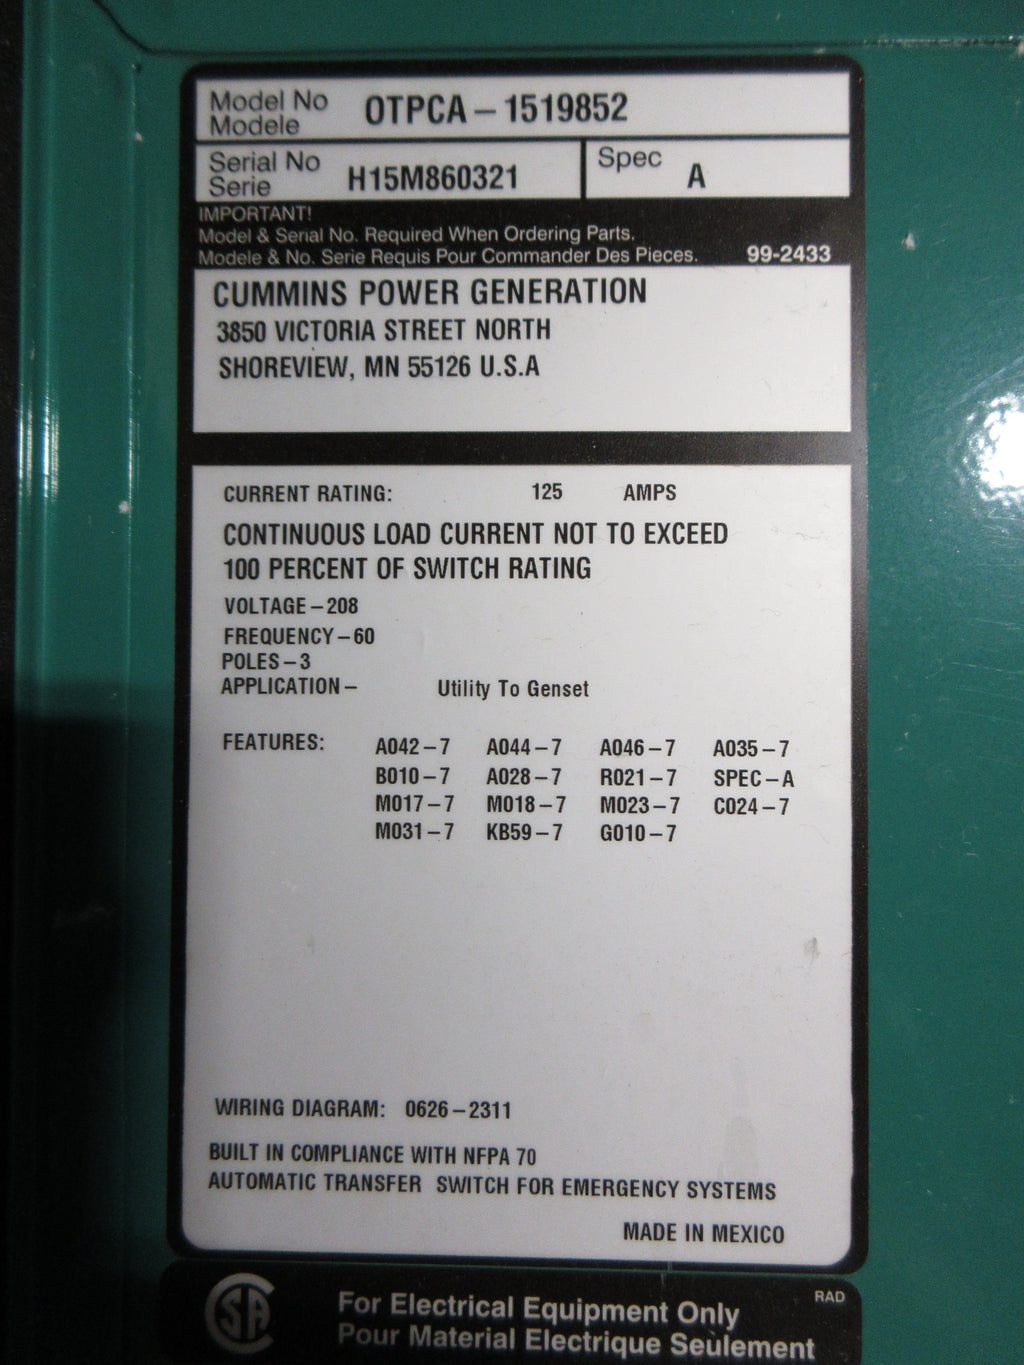 Model No
Modele
OTPCA – 1519852
Serial No
Serie
H15M860321
Spec
A
IMPORTANT!
Model & Serial No. Required When Ordering Parts.
Modele & No. Serie Requis Pour Commander Des Pieces.
99-2433
CUMMINS POWER GENERATION
3850 VICTORIA STREET NORTH
SHOREVIEW, MN 55126 U.S.A
CURRENT RATING: 125 AMPS
CONTINUOUS LOAD CURRENT NOT TO EXCEED
100 PERCENT OF SWITCH RATING
VOLTAGE – 208
FREQUENCY – 60
POLES – 3
APPLICATION – Utility To Genset
FEATURES: A042 – 7 A044 – 7 A046 – 7 A035 – 7
B010 – 7 A028 – 7 R021 – 7 SPEC – A
M017 – 7 M018 – 7 M023 – 7 C024 – 7
M031 – 7 KB59 – 7 G010 – 7
WIRING DIAGRAM: 0626 – 2311
BUILT IN COMPLIANCE WITH NFPA 70
AUTOMATIC TRANSFER SWITCH FOR EMERGENCY SYSTEMS
MADE IN MEXICO
SA
RAD
For Electrical Equipment Only
Pour Material Electrique Seulement